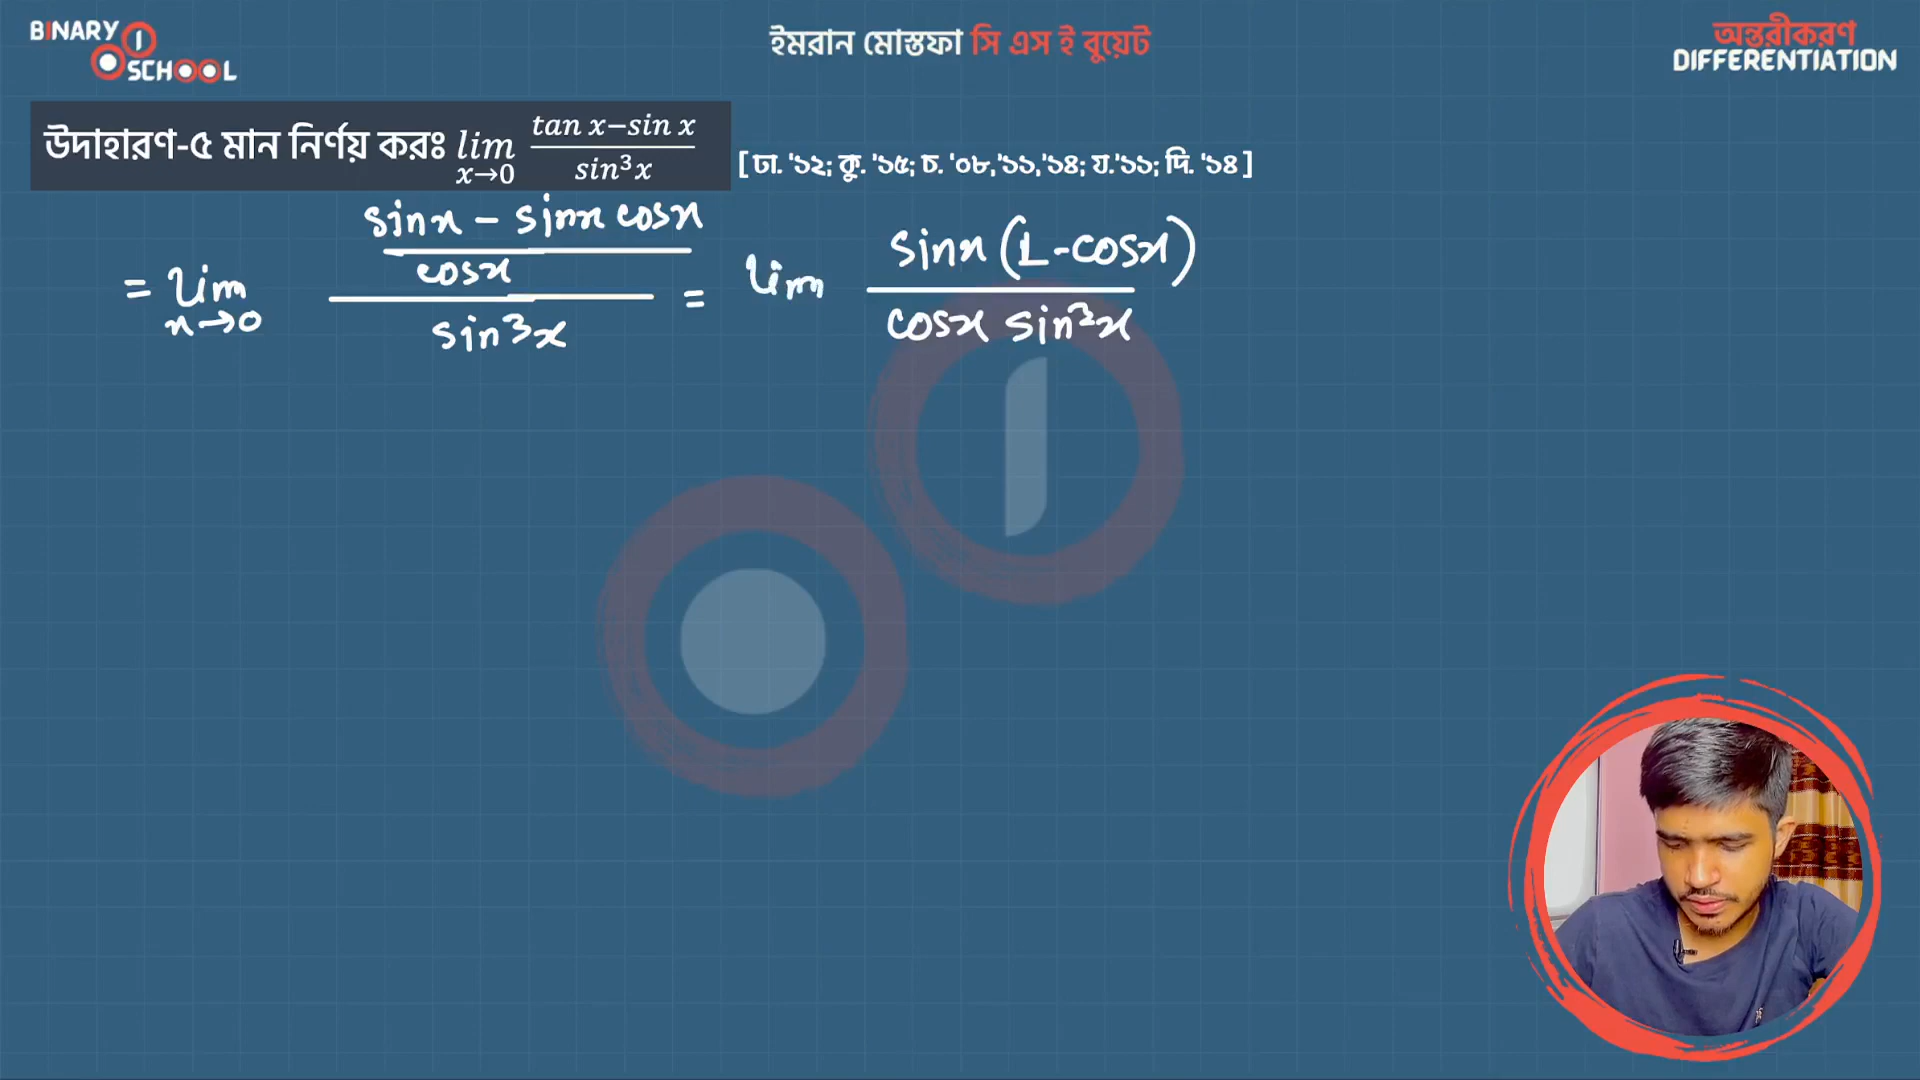 BINARY SCHOOL
ইমরান মোস্তফা সি এস ই বুয়েট
অন্তরীকরণ
DIFFERENTIATION
উদাহারণ-৫ মান নির্ণয় করঃ lim x→0 (tan x−sin x)/(sin³x) [ ঢা. '১২; কু. '১৫; চ. '০৮,'১১,'১৪; য.'১১; দি. '১৪ ]
= lim x→0 ((sinx − sinx cosx)/cosx)/(sin³x) = lim (sinx (1-cosx))/(cosx sin³x)